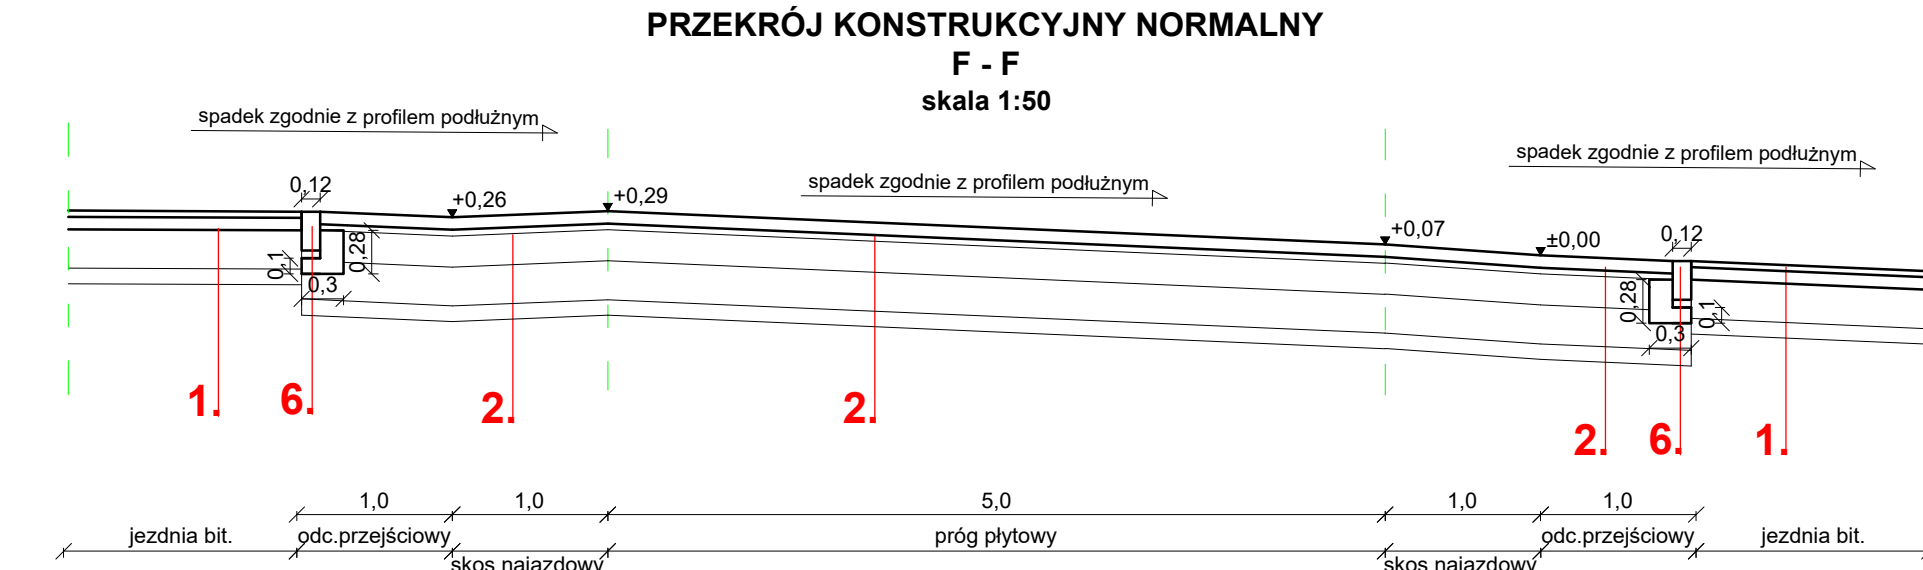 PRZEKRÓJ KONSTRUKCYJNY NORMALNY
F - F
skala 1:50
spadek zgodnie z profilem podłużnym
spadek zgodnie z profilem podłużnym
spadek zgodnie z profilem podłużnym
0,12
+0,26
+0,29
+0,07
±0,00
0,12
0,1
0,28
0,3
0,28
0,1
0,3
1.
6.
2.
2.
2.
6.
1.
1,0
1,0
5,0
1,0
1,0
jezdnia bit.
odc.przejściowy
skos najazdowy
próg płytowy
skos najazdowy
odc.przejściowy
jezdnia bit.